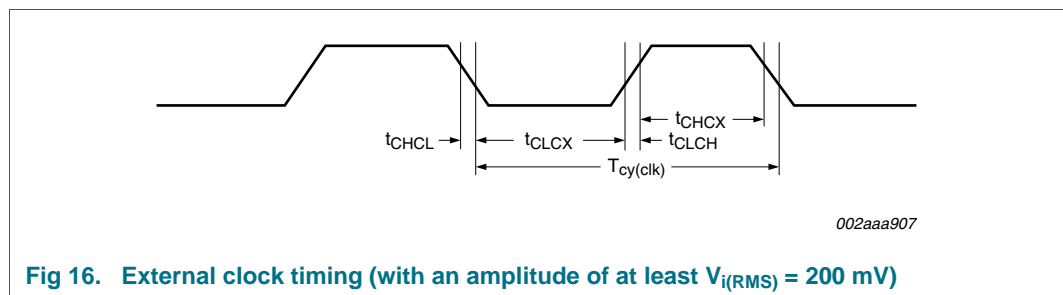 tCHCX
tCHCL tCLCX tCLCH
Tcy(clk)
002aaa907
Fig 16. External clock timing (with an amplitude of at least Vi(RMS) = 200 mV)